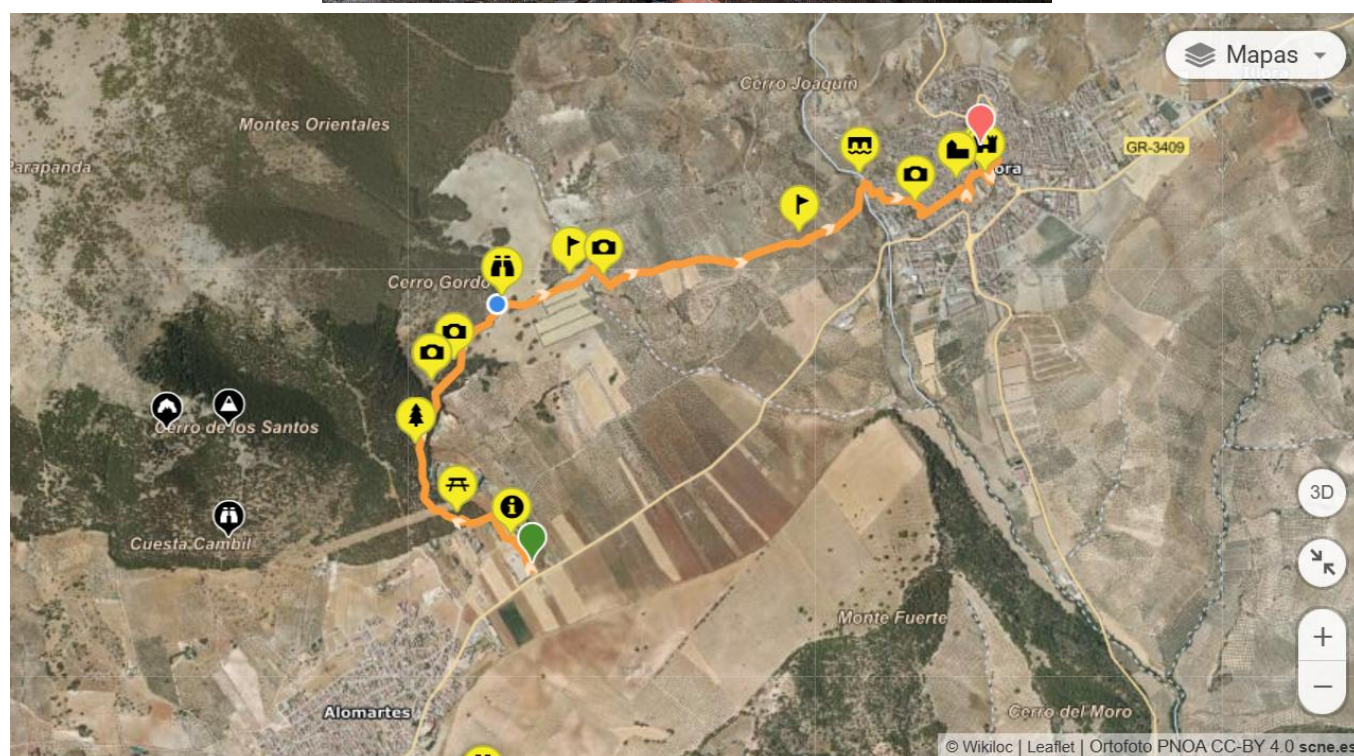 Mapas
Cerro Joaquín
Montes Orientales
GR-3409
Parapanda
ora
Cerro Gordo
Cerro de los Santos
3D
Cuesta Cambil
Monte Fuerte
Alomartes
Cerro del Moro
+
−
© Wikiloc | Leaflet | Ortofoto PNOA CC-BY 4.0 scne.es